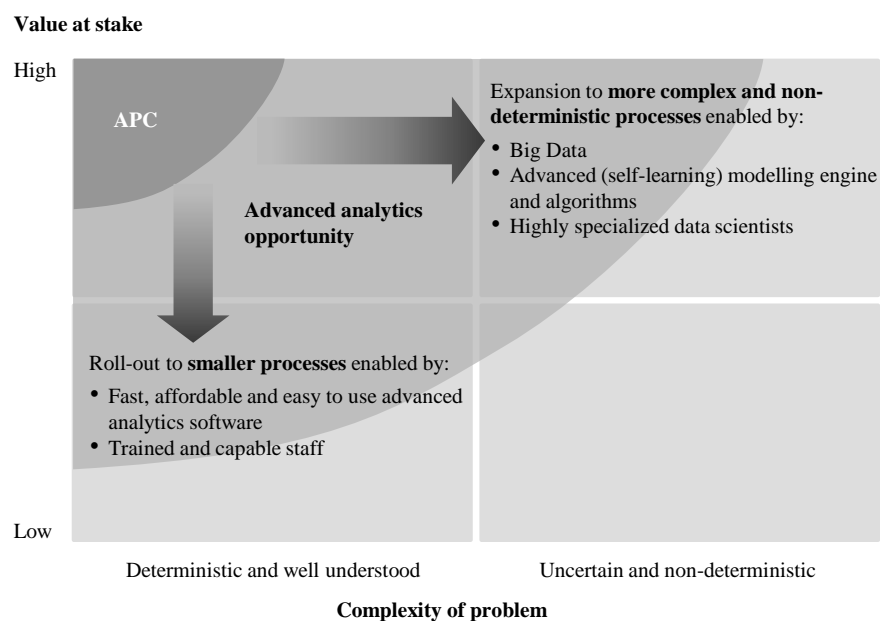 Value at stake
High
APC
Expansion to more complex and non-
deterministic processes enabled by:
• Big Data
• Advanced (self-learning) modelling engine
and algorithms
• Highly specialized data scientists
Advanced analytics
opportunity
Roll-out to smaller processes enabled by:
• Fast, affordable and easy to use advanced
analytics software
• Trained and capable staff
Low
Deterministic and well understood
Uncertain and non-deterministic
Complexity of problem